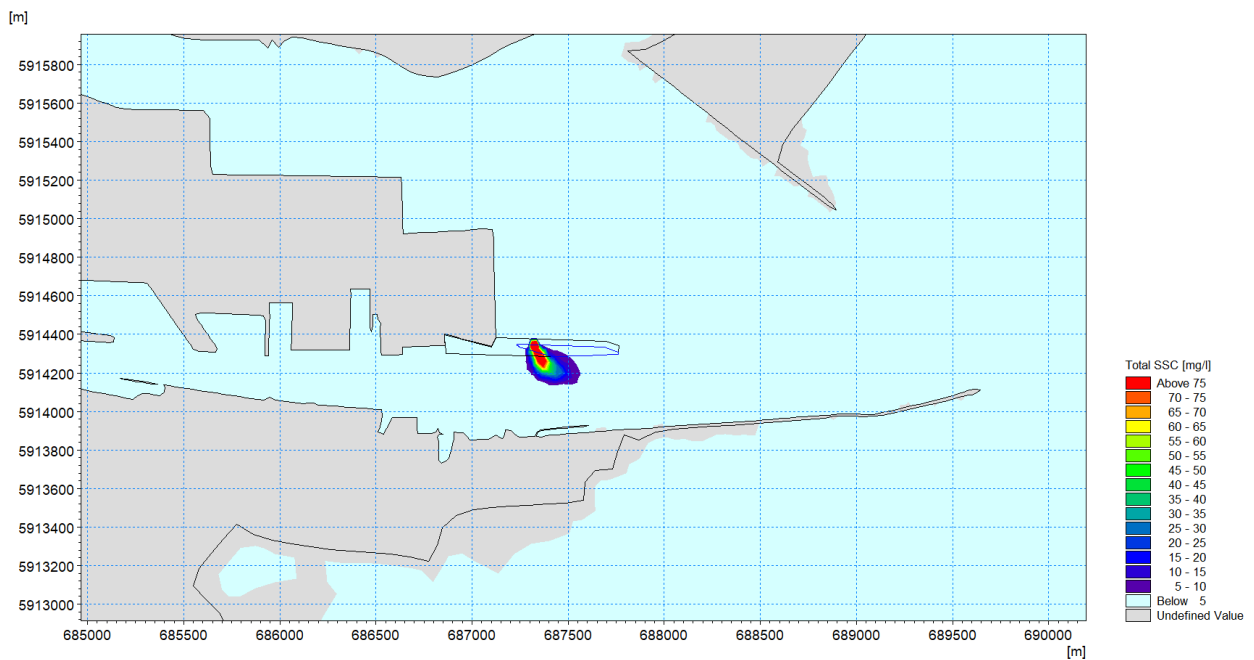 [m]
5915800
5915600
5915400
5915200
5915000
5914800
5914600
5914400
5914200
5914000
5913800
5913600
5913400
5913200
5913000
685000 685500 686000 686500 687000 687500 688000 688500 689000 689500 690000
[m]
Total SSC [mg/l]
Above 75
70 - 75
65 - 70
60 - 65
55 - 60
50 - 55
45 - 50
40 - 45
35 - 40
30 - 35
25 - 30
20 - 25
15 - 20
10 - 15
5 - 10
Below 5
Undefined Value